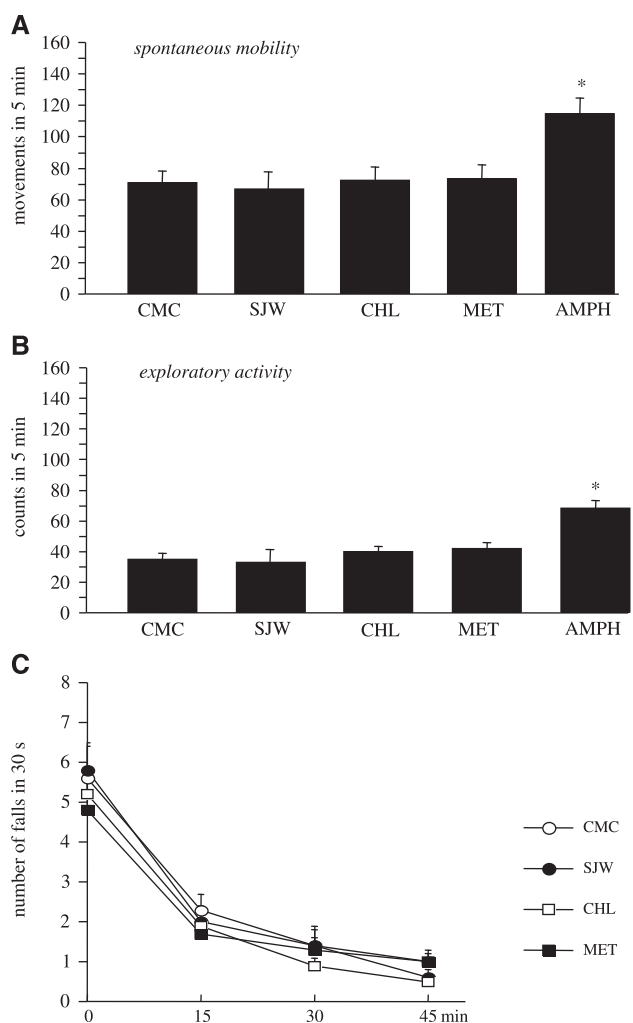 A
spontaneous mobility
movements in 5 min
160
140
120
100
80
60
40
20
0
*
CMC SJW CHL MET AMPH
B
exploratory activity
counts in 5 min
160
140
120
100
80
60
40
20
0
*
CMC SJW CHL MET AMPH
C
number of falls in 30 s
8
7
6
5
4
3
2
1
0
0 15 30 45 min
CMC
SJW
CHL
MET